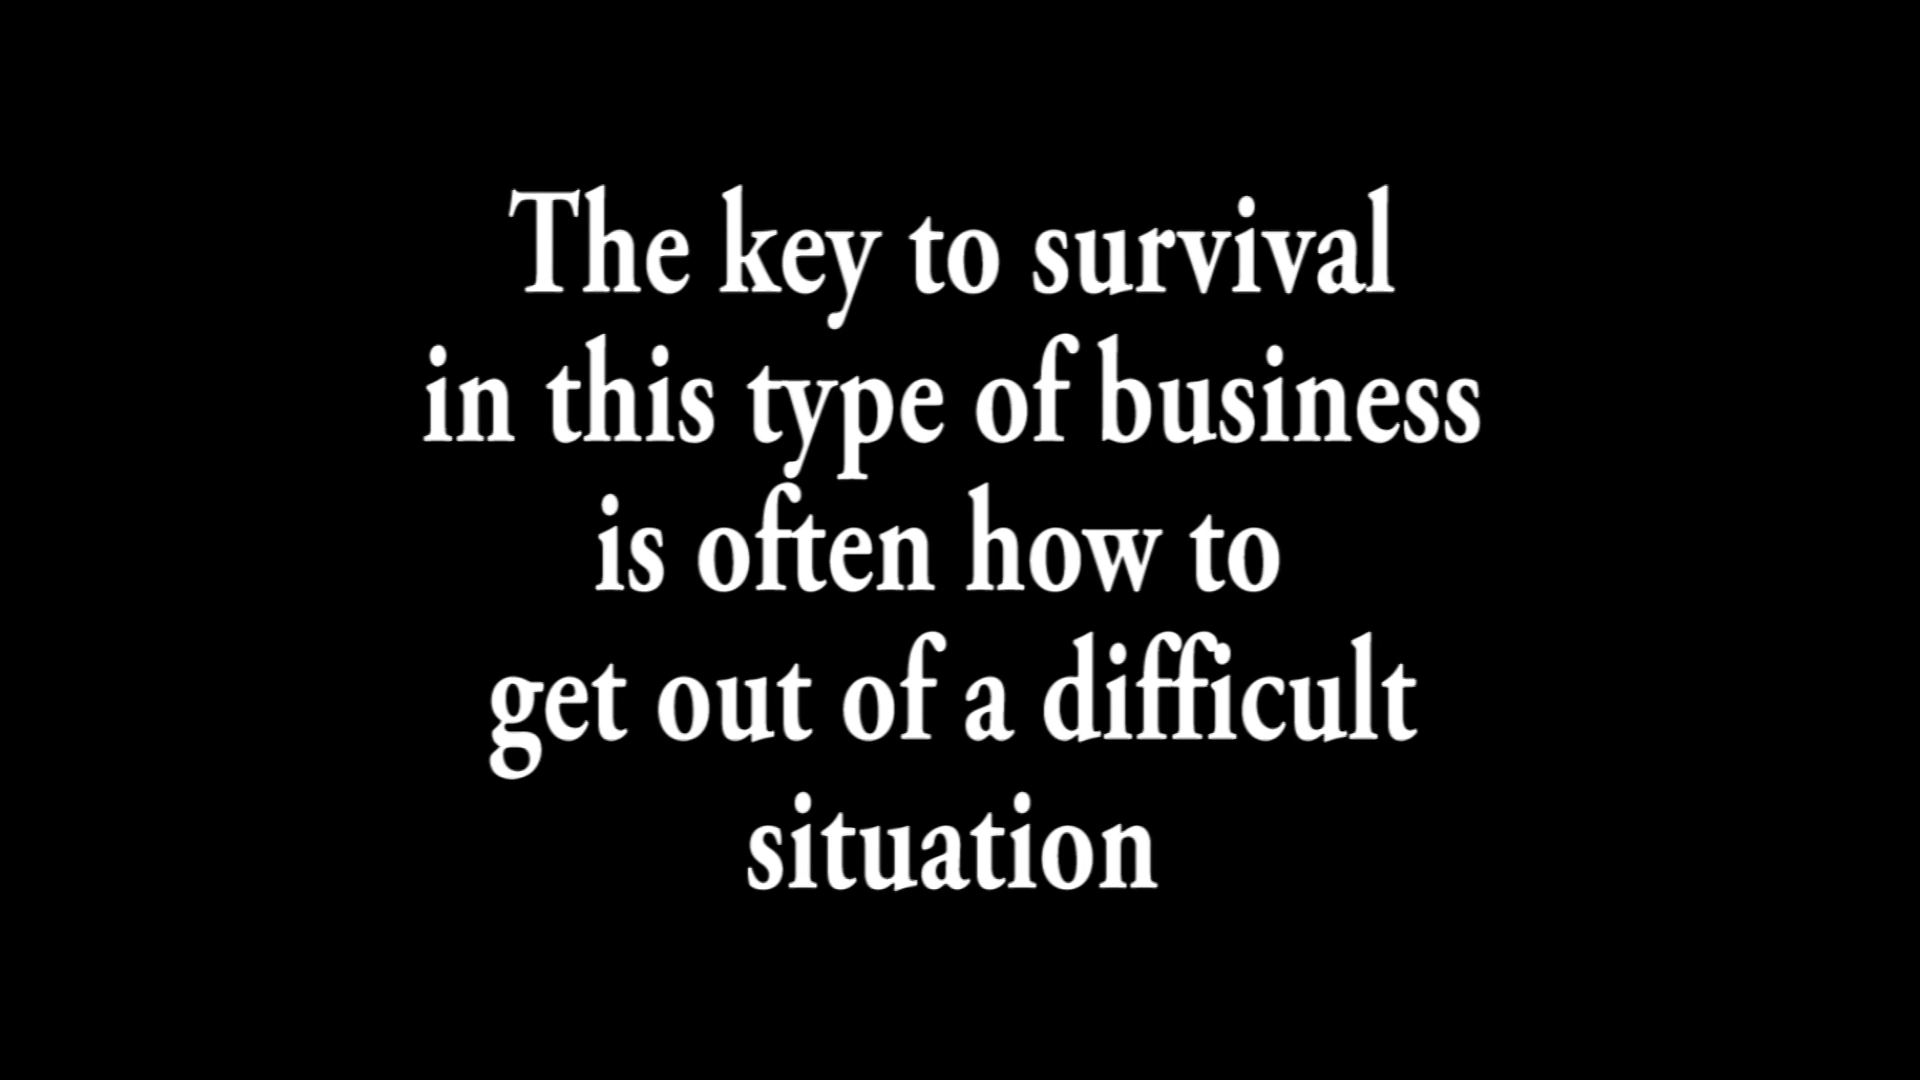 The key to survival
in this type of business
is often how to
get out of a difficult
situation